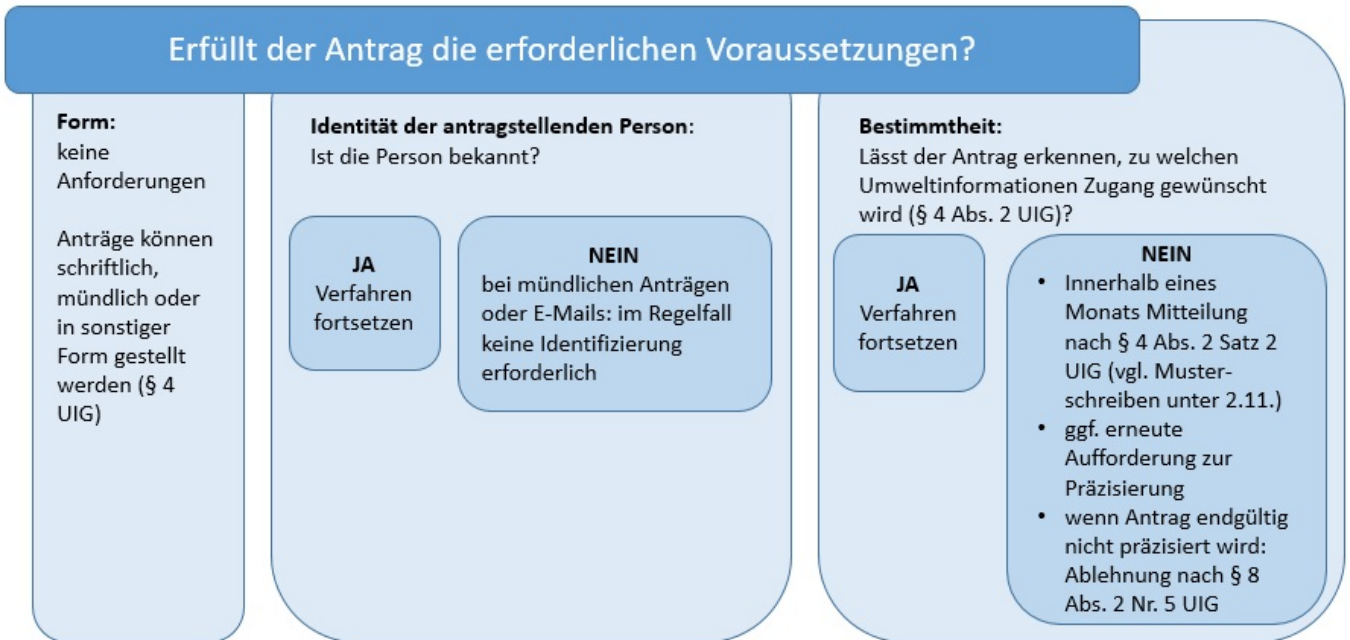 Erfüllt der Antrag die erforderlichen Voraussetzungen?
Form:
keine
Anforderungen
Anträge können
schriftlich,
mündlich oder
in sonstiger
Form gestellt
werden (§ 4
UIG)
Identität der antragstellenden Person:
Ist die Person bekannt?
JA
Verfahren
fortsetzen
NEIN
bei mündlichen Anträgen
oder E-Mails: im Regelfall
keine Identifizierung
erforderlich
Bestimmtheit:
Lässt der Antrag erkennen, zu welchen
Umweltinformationen Zugang gewünscht
wird (§ 4 Abs. 2 UIG)?
JA
Verfahren
fortsetzen
NEIN
• Innerhalb eines
Monats Mitteilung
nach § 4 Abs. 2 Satz 2
UIG (vgl. Muster-
schreiben unter 2.11.)
• ggf. erneute
Aufforderung zur
Präzisierung
• wenn Antrag endgültig
nicht präzisiert wird:
Ablehnung nach § 8
Abs. 2 Nr. 5 UIG